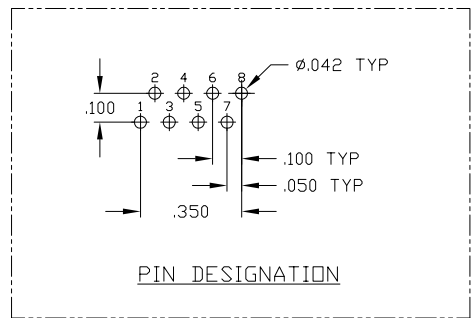 2 4 6 8
Ø.042 TYP
.100
1 3 5 7
.100 TYP
.050 TYP
.350
PIN DESIGNATION